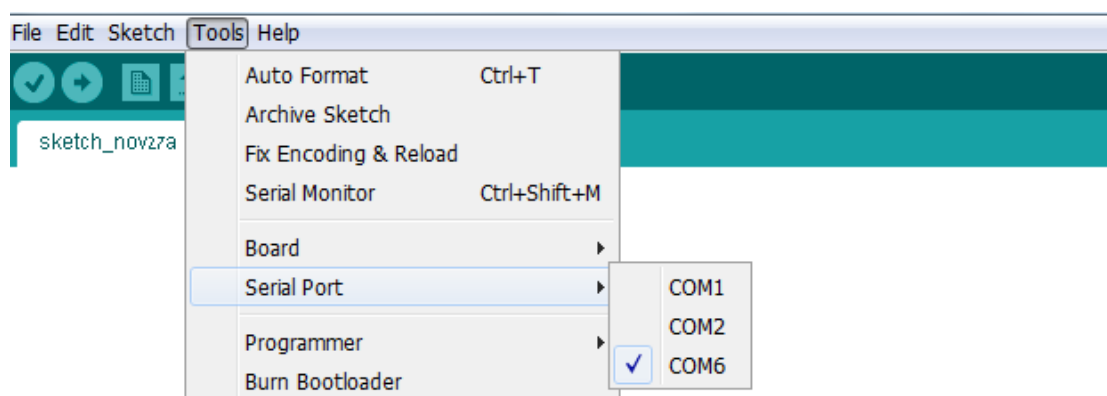 File Edit Sketch Tools Help
Auto Format Ctrl+T
Archive Sketch
sketch_nov27a
Fix Encoding & Reload
Serial Monitor Ctrl+Shift+M
Board
Serial Port
COM1
COM2
COM6
Programmer
Burn Bootloader